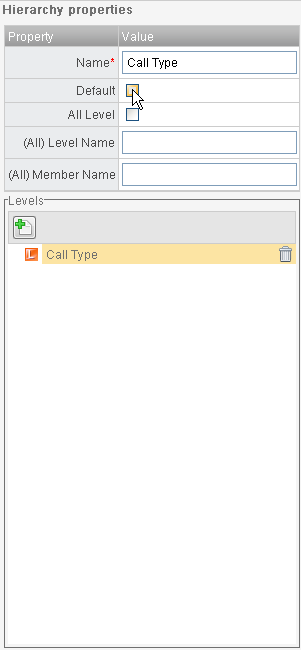 Hierarchy properties
Property Value
Name* Call Type
Default
All Level
(All) Level Name
(All) Member Name
Levels
L Call Type